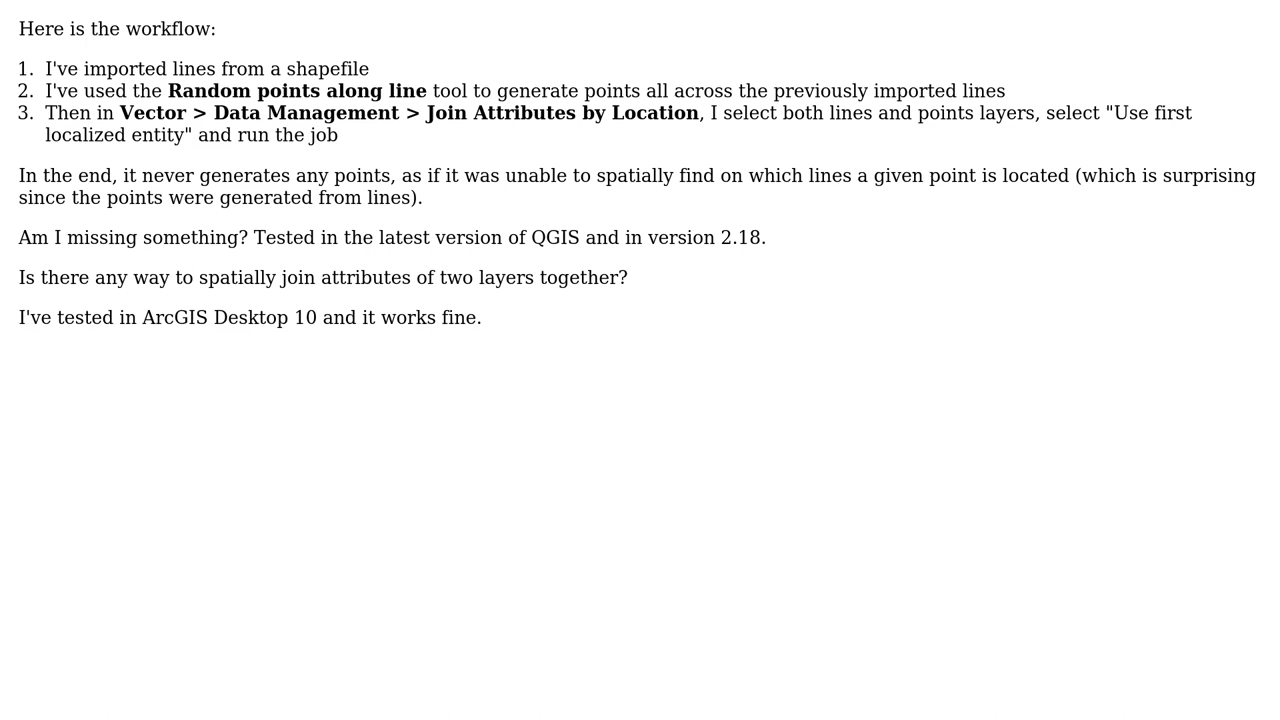 Here is the workflow:
1. I've imported lines from a shapefile
2. I've used the Random points along line tool to generate points all across the previously imported lines
3. Then in Vector > Data Management > Join Attributes by Location, I select both lines and points layers, select "Use first
localized entity" and run the job
In the end, it never generates any points, as if it was unable to spatially find on which lines a given point is located (which is surprising
since the points were generated from lines).
Am I missing something? Tested in the latest version of QGIS and in version 2.18.
Is there any way to spatially join attributes of two layers together?
I've tested in ArcGIS Desktop 10 and it works fine.